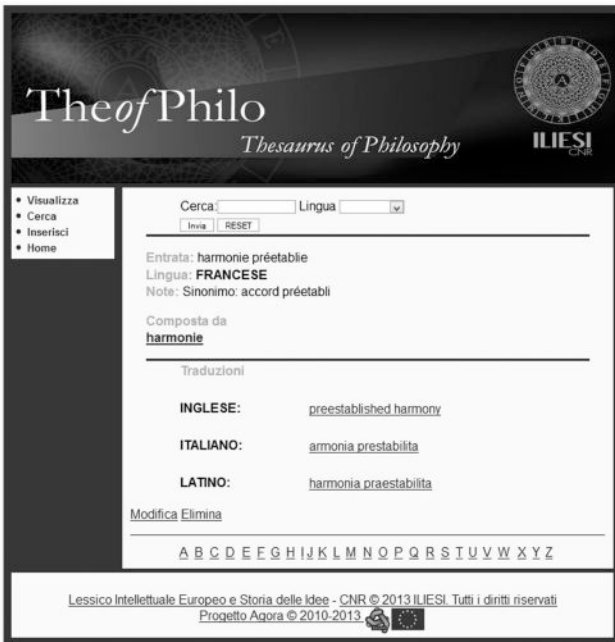 TheofPhilo
Thesaurus of Philosophy
ILIESI
CNR
Visualizza
Cerca
Inserisci
Home
Cerca: Lingua
Invia RESET
Entrata: harmonie préetablie
Lingua: FRANCESE
Note: Sinonimo: accord préetabli
Composta da
harmonie
Traduzioni
INGLESE: preestablished harmony
ITALIANO: armonia prestabilita
LATINO: harmonia praestabilita
Modifica Elimina
A B C D E F G H I J K L M N O P Q R S T U V W X Y Z
Lessico Intellettuale Europeo e Storia delle Idee - CNR © 2013 ILIESI. Tutti i diritti riservati
Progetto Agora © 2010-2013